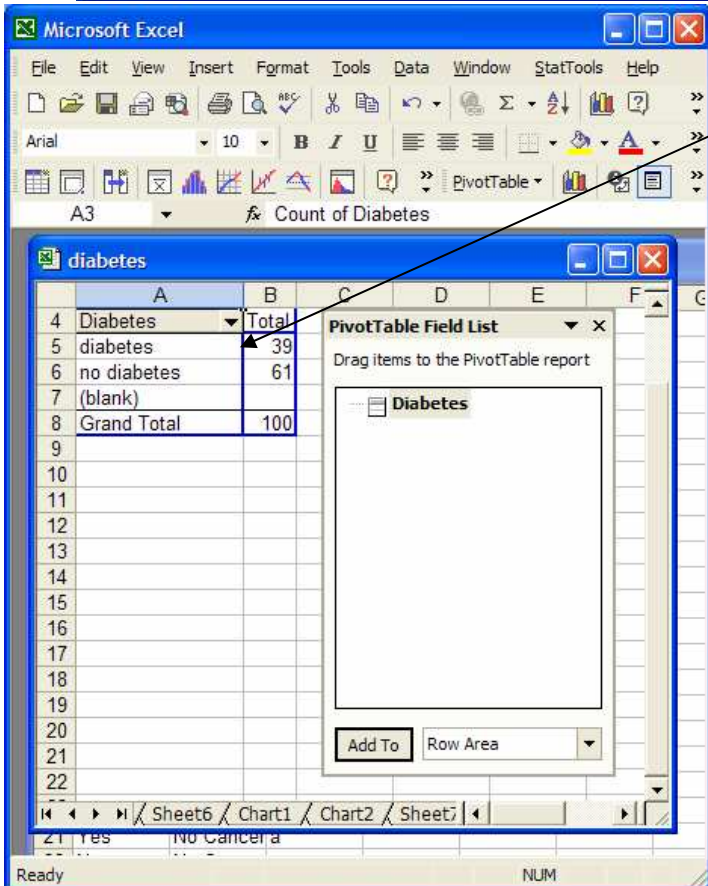 Microsoft Excel
File Edit View Insert Format Tools Data Window StatTools Help
Arial 10 B I U A
PivotTable
A3 fx Count of Diabetes
diabetes
A B C D E F G
4 Diabetes Total
5 diabetes 39
6 no diabetes 61
7 (blank)
8 Grand Total 100
9
10
11
12
13
14
15
16
17
18
19
20
21
22
PivotTable Field List
Drag items to the PivotTable report
Diabetes
Add To Row Area
Sheet6 Chart1 Chart2 Sheet7
21 Yes
Ready NUM